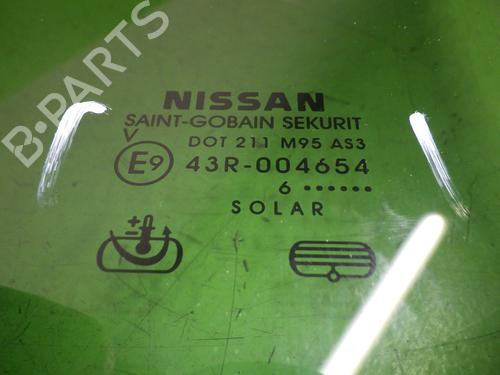 B-PARTS
NISSAN
SAINT-GOBAIN SEKURIT
V DOT 211 M95 AS3
E9 43R-004654
6 ••••••
SOLAR